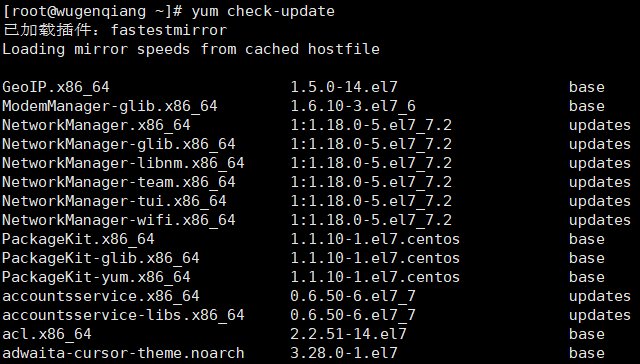 [root@wugenqiang ~]# yum check-update
已加载插件：fastestmirror
Loading mirror speeds from cached hostfile
GeoIP.x86_64 1.5.0-14.el7 base
ModemManager-glib.x86_64 1.6.10-3.el7_6 base
NetworkManager.x86_64 1:1.18.0-5.el7_7.2 updates
NetworkManager-glib.x86_64 1:1.18.0-5.el7_7.2 updates
NetworkManager-libnm.x86_64 1:1.18.0-5.el7_7.2 updates
NetworkManager-team.x86_64 1:1.18.0-5.el7_7.2 updates
NetworkManager-tui.x86_64 1:1.18.0-5.el7_7.2 updates
NetworkManager-wifi.x86_64 1:1.18.0-5.el7_7.2 updates
PackageKit.x86_64 1.1.10-1.el7.centos base
PackageKit-glib.x86_64 1.1.10-1.el7.centos base
PackageKit-yum.x86_64 1.1.10-1.el7.centos base
accountsservice.x86_64 0.6.50-6.el7_7 updates
accountsservice-libs.x86_64 0.6.50-6.el7_7 updates
acl.x86_64 2.2.51-14.el7 base
adwaita-cursor-theme.noarch 3.28.0-1.el7 base